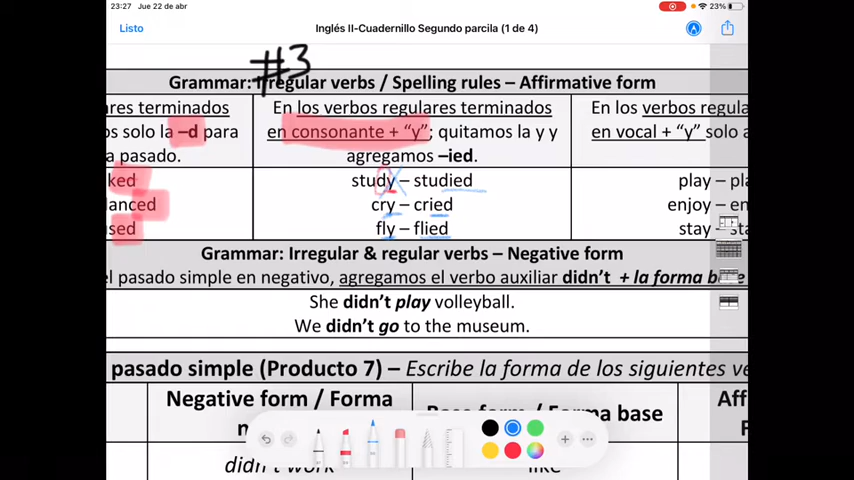 23:27 Jue 22 de abr 23%
Listo Inglés II-Cuadernillo Segundo parcila (1 de 4)
#3
Grammar: Irregular verbs / Spelling rules – Affirmative form
ares terminados En los verbos regulares terminados En los verbos regula
os solo la –d para en consonante + “y”; quitamos la y y en vocal + “y” solo a
a pasado. agregamos –ied.
ked study – studied play – pla
anced cry – cried enjoy – en
used fly – flied stay – sta
Grammar: Irregular & regular verbs – Negative form
el pasado simple en negativo, agregamos el verbo auxiliar didn’t + la forma base
She didn’t play volleyball.
We didn’t go to the museum.
pasado simple (Producto 7) – Escribe la forma de los siguientes ve
Negative form / Forma Base form / Forma base Aff
n F
didn’t work like